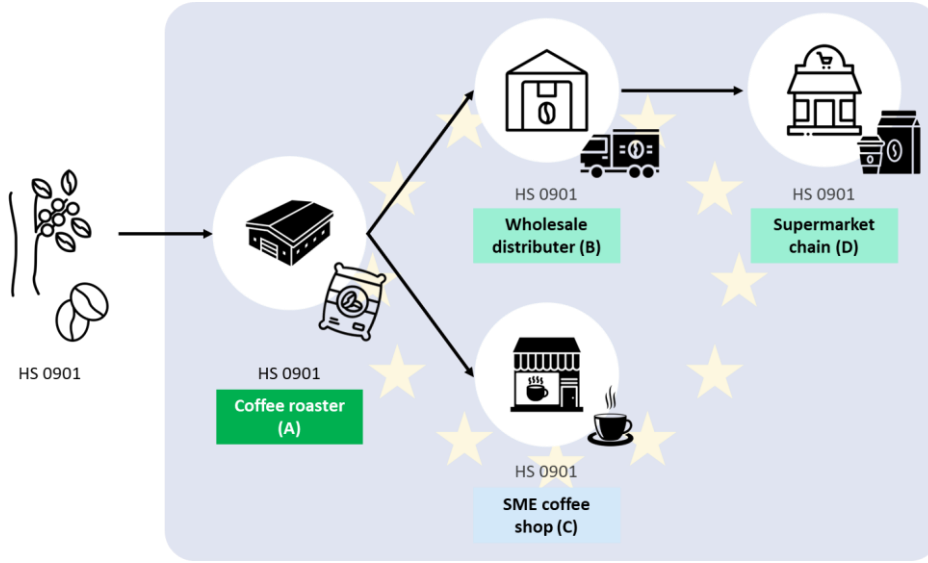 HS 0901
HS 0901
Coffee roaster
(A)
HS 0901
Wholesale
distributer (B)
HS 0901
Supermarket
chain (D)
HS 0901
SME coffee
shop (C)